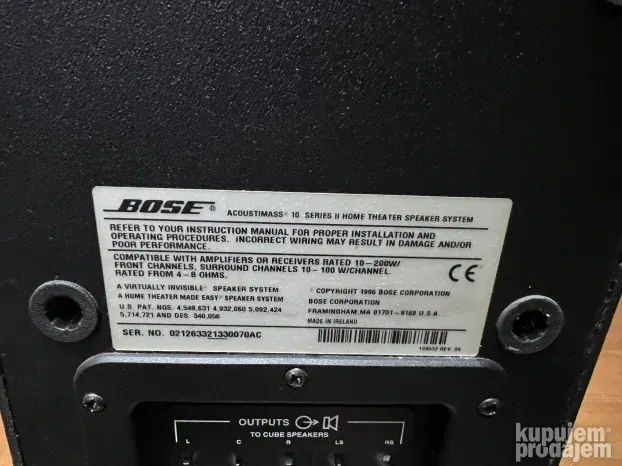 BOSE® ACOUSTIMASS® 10 SERIES II HOME THEATER SPEAKER SYSTEM
REFER TO YOUR INSTRUCTION MANUAL FOR PROPER INSTALLATION AND
OPERATING PROCEDURES. INCORRECT WIRING MAY RESULT IN DAMAGE AND/OR
POOR PERFORMANCE.
COMPATIBLE WITH AMPLIFIERS OR RECEIVERS RATED 10-200W/
FRONT CHANNELS, SURROUND CHANNELS 10-100 W/CHANNEL.
RATED FROM 4-8 OHMS.
CE
A VIRTUALLY INVISIBLE® SPEAKER SYSTEM
A HOME THEATER MADE EASY® SPEAKER SYSTEM
U.S. PAT. NOS. 4,549,631 4,932,060 5,092,424
5,714,721 AND DES. 340,056
© COPYRIGHT 1996 BOSE CORPORATION
BOSE CORPORATION
FRAMINGHAM, MA 01701-9168 U.S.A
MADE IN IRELAND
SER. NO. 021263321330070AC
OUTPUTS
TO CUBE SPEAKERS
L C R LS RS
kupujem
prodajem